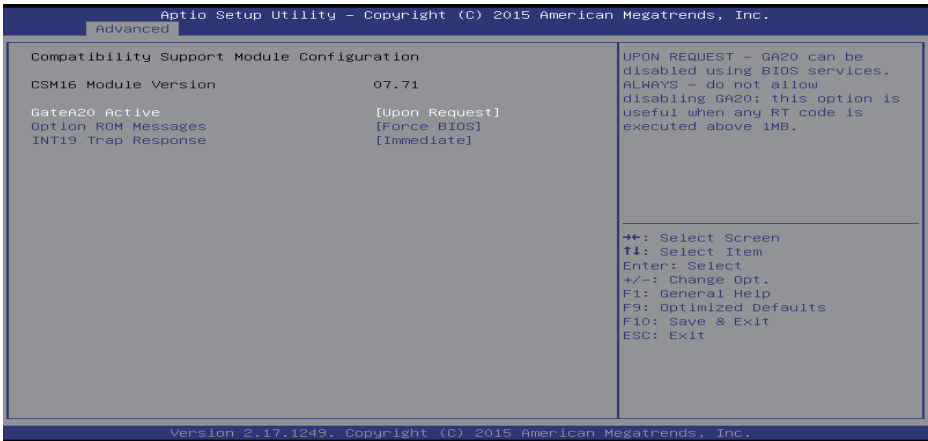 Aptio Setup Utility – Copyright (C) 2015 American Megatrends, Inc.
Advanced
Compatibility Support Module Configuration
CSM16 Module Version 07.71
GateA20 Active [Upon Request]
Option ROM Messages [Force BIOS]
INT19 Trap Response [Immediate]
UPON REQUEST – GA20 can be
disabled using BIOS services.
ALWAYS – do not allow
disabling GA20; this option is
useful when any RT code is
executed above 1MB.
→←: Select Screen
↑↓: Select Item
Enter: Select
+/-: Change Opt.
F1: General Help
F9: Optimized Defaults
F10: Save & Exit
ESC: Exit
Version 2.17.1249. Copyright (C) 2015 American Megatrends, Inc.